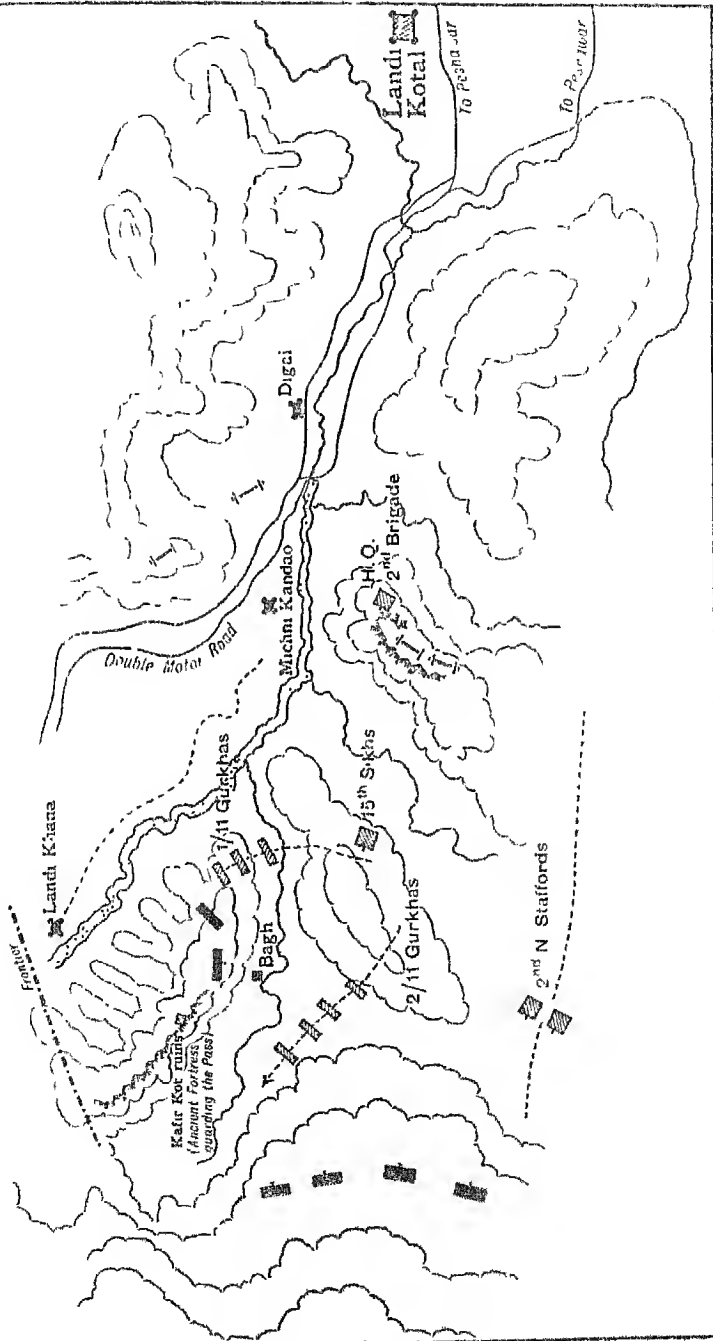 Landi
Kotal
To Peshawar
To Peshawar
Digai
Michni Kandao
Double Motor Road
H.Q.
2nd Brigade
Landi Khana
Frontier
1/11 Gurkhas
15th Sikhs
Bagh
2/11 Gurkhas
2nd N Staffords
Kafir Kot ruins
(Ancient Fortress
guarding the Pass)